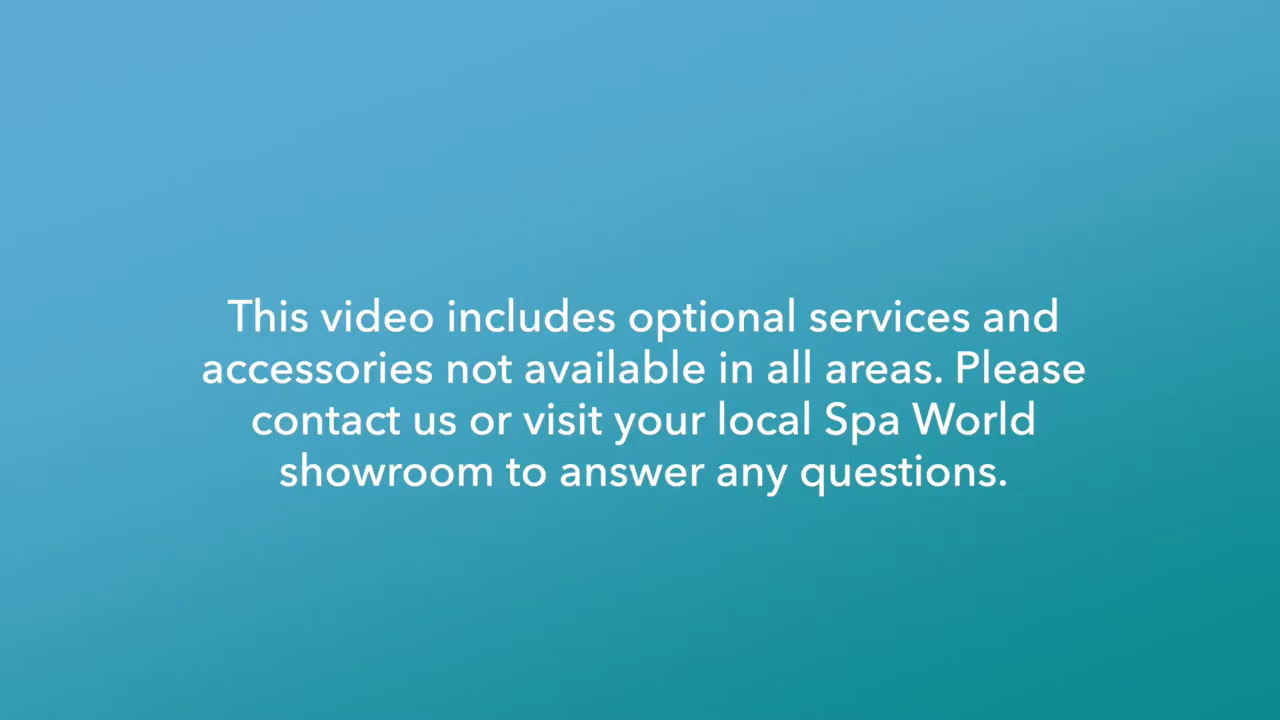 This video includes optional services and
accessories not available in all areas. Please
contact us or visit your local Spa World
showroom to answer any questions.